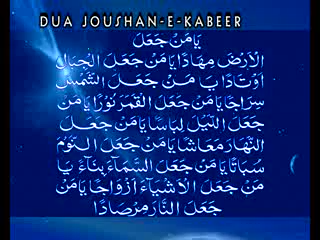 DUA JOUSHAN-E-KABEER
يَا مَنْ جَعَلَ
الْاَرْضَ مِهَادًا يَا مَنْ جَعَلَ الْجِبَالَ
اَوْتَادًا يَا مَنْ جَعَلَ الشَّمْسَ
سِرَاجًا يَا مَنْ جَعَلَ الْقَمَرَ نُورًا يَا مَنْ
جَعَلَ اللَّيْلَ لِبَاسًا يَا مَنْ جَعَلَ
النَّهَارَ مَعَاشًا يَا مَنْ جَعَلَ النَّوْمَ
سُبَاتًا يَا مَنْ جَعَلَ السَّمَاءَ بِنَاءً يَا
مَنْ جَعَلَ الْاَشْيَاءَ اَزْوَاجًا يَا مَنْ
جَعَلَ النَّارَ مِرْصَادًا